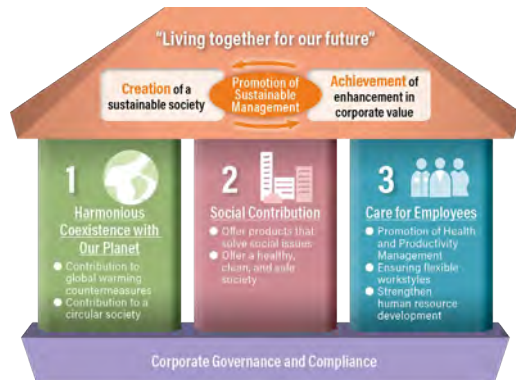 "Living together for our future"
Creation of a
sustainable society
Promotion of
Sustainable
Management
Achievement of
enhancement in
corporate value
1
Harmonious
Coexistence with
Our Planet
● Contribution to
global warming
countermeasures
● Contribution to a
circular society
2
Social Contribution
● Offer products that
solve social issues
● Offer a healthy,
clean, and safe
society
3
Care for Employees
● Promotion of Health
and Productivity
Management
● Ensuring flexible
workstyles
● Strengthen
human resource
development
Corporate Governance and Compliance